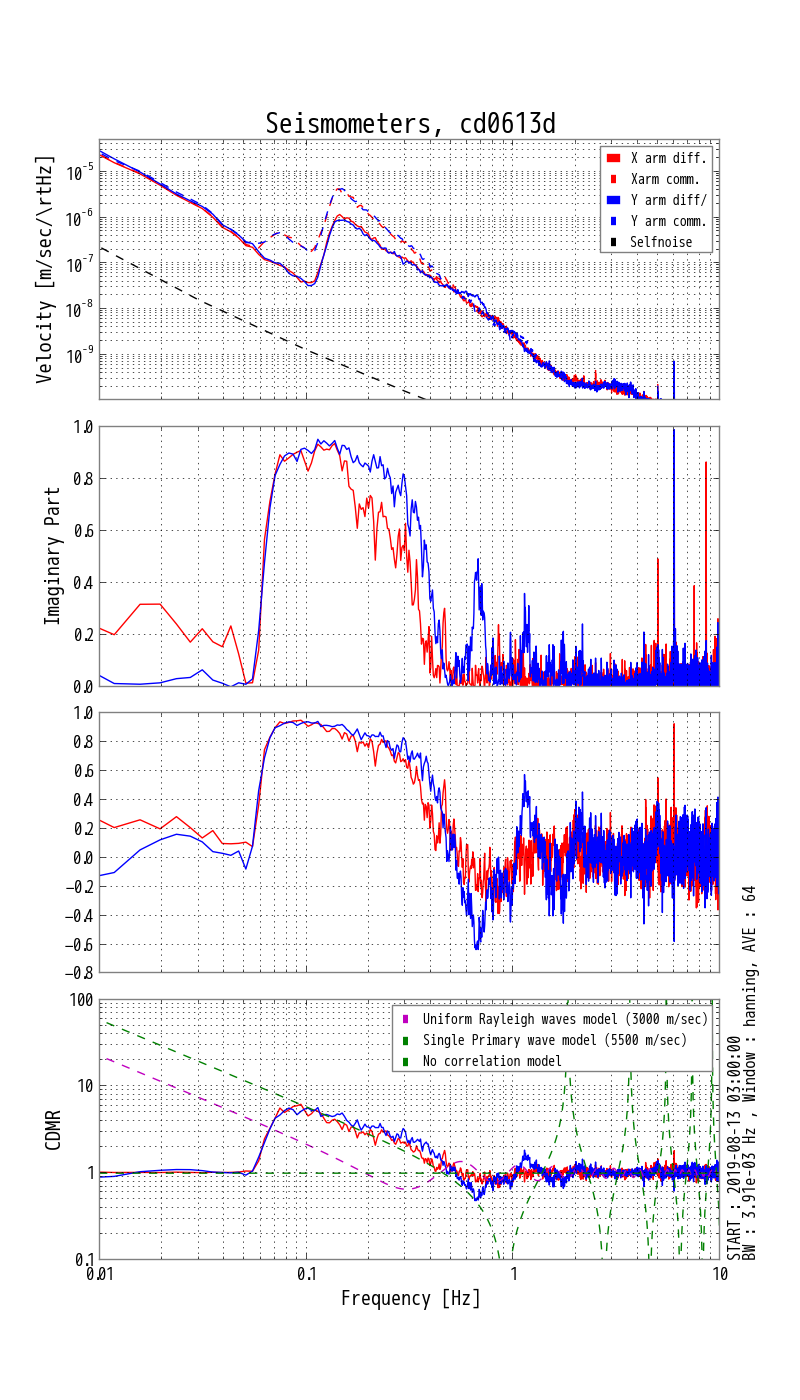 Seismometers, cd0613d
Velocity [m/sec/\rtHz]
10^-5
10^-6
10^-7
10^-8
10^-9
X arm diff.
Xarm comm.
Y arm diff/
Y arm comm.
Selfnoise
Imaginary Part
1.0
0.8
0.6
0.4
0.2
0.0
1.0
0.8
0.6
0.4
0.2
0.0
−0.2
−0.4
−0.6
−0.8
CDMR
100
10
1
0.1
Uniform Rayleigh waves model (3000 m/sec)
Single Primary wave model (5500 m/sec)
No correlation model
0.01
0.1
1
10
Frequency [Hz]
START : 2019-08-13 03:00:00
BW : 3.91e-03 Hz , Window : hanning, AVE : 64